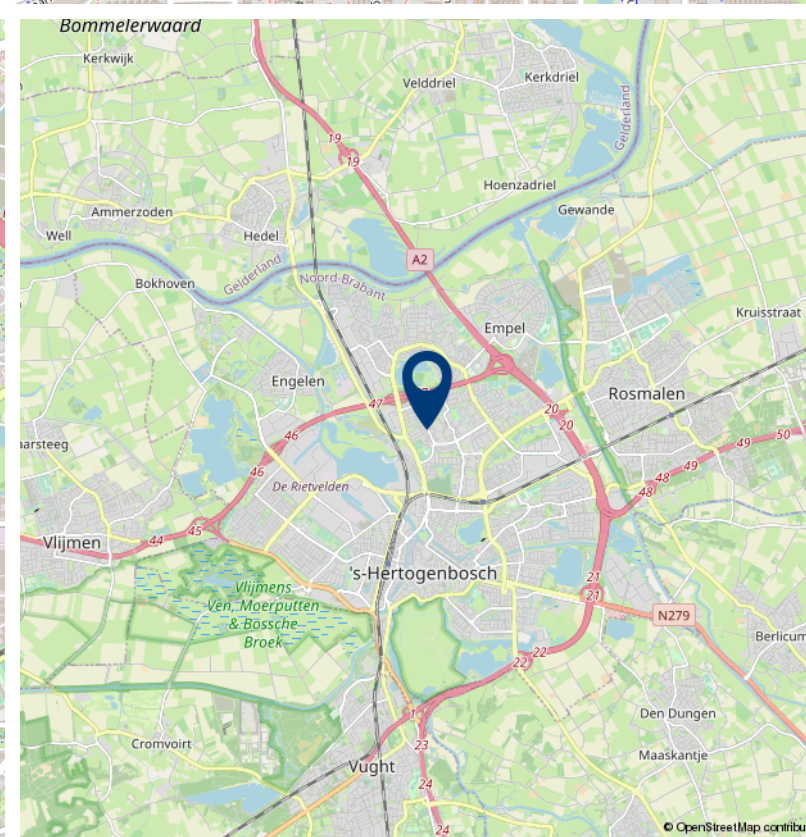 Bommelerwaard
Kerkwijk
Velddriel
Kerkdriel
Gelderland
19
19
Hoenzadriel
Ammerzoden
Gewande
Well
Hedel
A2
Gelderland
Bokhoven
Noord-Brabant
Kruisstraat
Empel
Engelen
Rosmalen
47
20
20
46
49
50
aarsteeg
46
49
48
De Rietvelden
48
45
44
Vlijmen
's-Hertogenbosch
21
21
Vlijmens
Ven, Moerputten
& Bossche
Broek
N279
Berlicum
22
22
Den Dungen
1
Cromvoirt
23
Maaskantje
Vught
24
24
© OpenStreetMap contribu